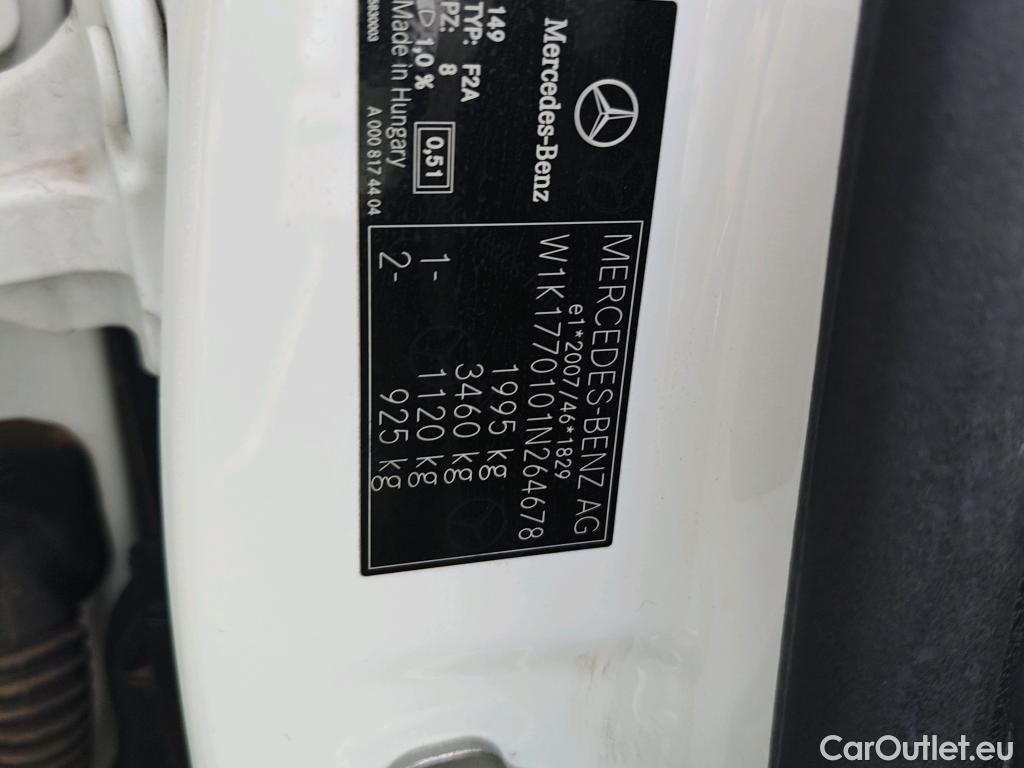 Mercedes-Benz
149
TYP: F2A
PZ: 8
D 1,0 %
0,51
Made in Hungary
A 000 817 44 04
MERCEDES-BENZ AG
e1*2007/46*1829
W1K1770101N264678
1995 kg
3460 kg
1- 1120 kg
2- 925 kg
CarOutlet.eu